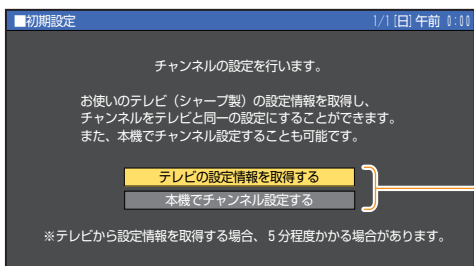 ■初期設定 1/1[日]午前 0:00
チャンネルの設定を行います。
お使いのテレビ（シャープ製）の設定情報を取得し、
チャンネルをテレビと同一の設定にすることができます。
また、本機でチャンネル設定することも可能です。
テレビの設定情報を取得する
本機でチャンネル設定する
※テレビから設定情報を取得する場合、5分程度かかる場合があります。